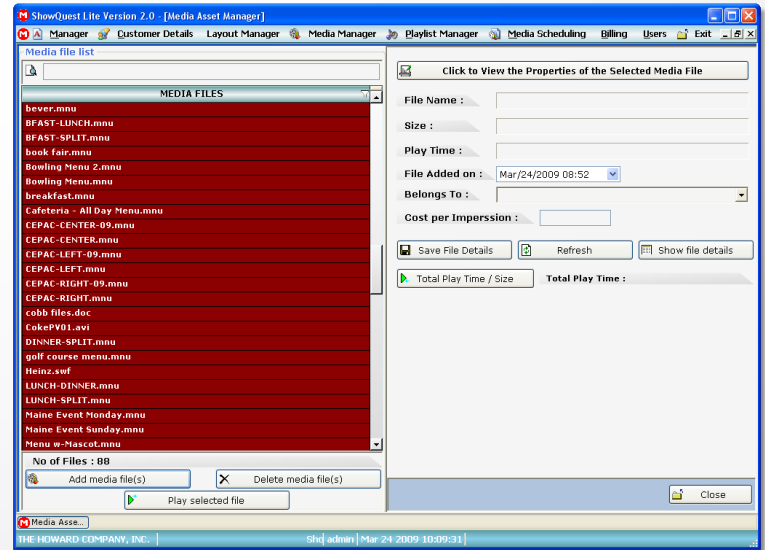 ShowQuest Lite Version 2.0 - [Media Asset Manager]
Manager Customer Details Layout Manager Media Manager Playlist Manager Media Scheduling Billing Users Exit
Media file list
MEDIA FILES
bever.mnu
BFAST-LUNCH.mnu
BFAST-SPLIT.mnu
book fair.mnu
Bowling Menu 2.mnu
Bowling Menu.mnu
breakfast.mnu
Cafeteria - All Day Menu.mnu
CEPAC-CENTER-09.mnu
CEPAC-CENTER.mnu
CEPAC-LEFT-09.mnu
CEPAC-LEFT.mnu
CEPAC-RIGHT-09.mnu
CEPAC-RIGHT.mnu
cobb files.doc
CokePV01.avi
DINNER-SPLIT.mnu
golf course menu.mnu
Heinz.swf
LUNCH-DINNER.mnu
LUNCH-SPLIT.mnu
Maine Event Monday.mnu
Maine Event Sunday.mnu
Menu w-Mascot.mnu
No of Files : 88
Add media file(s) Delete media file(s)
Play selected file
Click to View the Properties of the Selected Media File
File Name :
Size :
Play Time :
File Added on : Mar/24/2009 08:52
Belongs To :
Cost per Imperssion :
Save File Details Refresh Show file details
Total Play Time / Size Total Play Time :
Close
Media Asse...
THE HOWARD COMPANY, INC. Sho admin Mar 24 2009 10:09:31